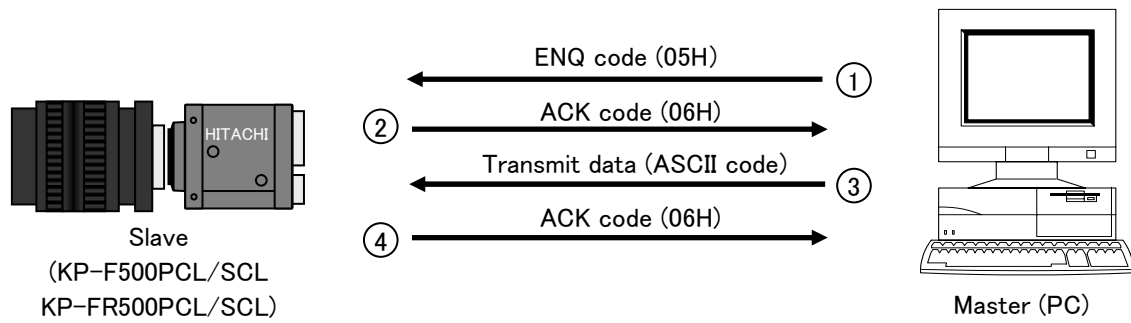 ENQ code (05H)
①
ACK code (06H)
②
HITACHI
Transmit data (ASCII code)
③
ACK code (06H)
④
Slave
(KP-F500PCL/SCL
KP-FR500PCL/SCL)
Master (PC)